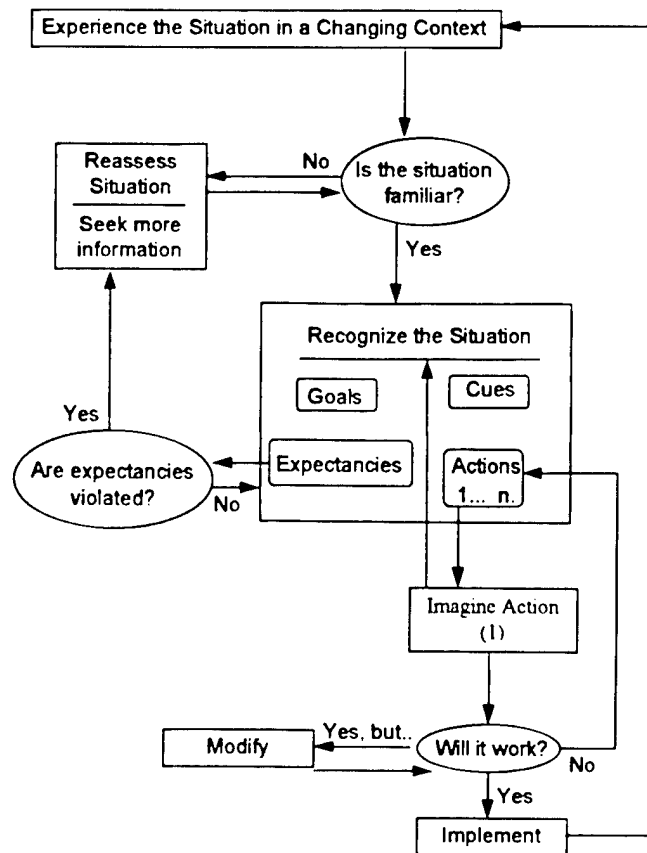 Experience the Situation in a Changing Context
No
Is the situation
familiar?
Reassess
Situation
Seek more
information
Yes
Recognize the Situation
Goals
Cues
Yes
Are expectancies
violated?
No
Expectancies
Actions
1... n.
Imagine Action
(1)
Modify
Yes, but..
Will it work?
No
Yes
Implement